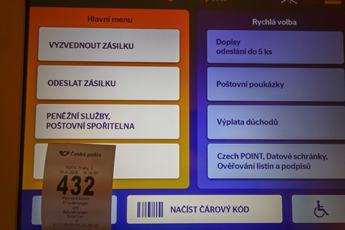 Hlavní menu
VYZVEDNOUT ZÁSILKU
ODESLAT ZÁSILKU
PENĚŽNÍ SLUŽBY,
POŠTOVNÍ SPOŘITELNA
Česká pošta
432
Rychlá volba
Dopisy
odeslání do 5 ks
Poštovní poukázky
Výplata důchodů
Czech POINT, Datové schránky,
Ověřování listin a podpisů
NAČÍST ČÁROVÝ KÓD